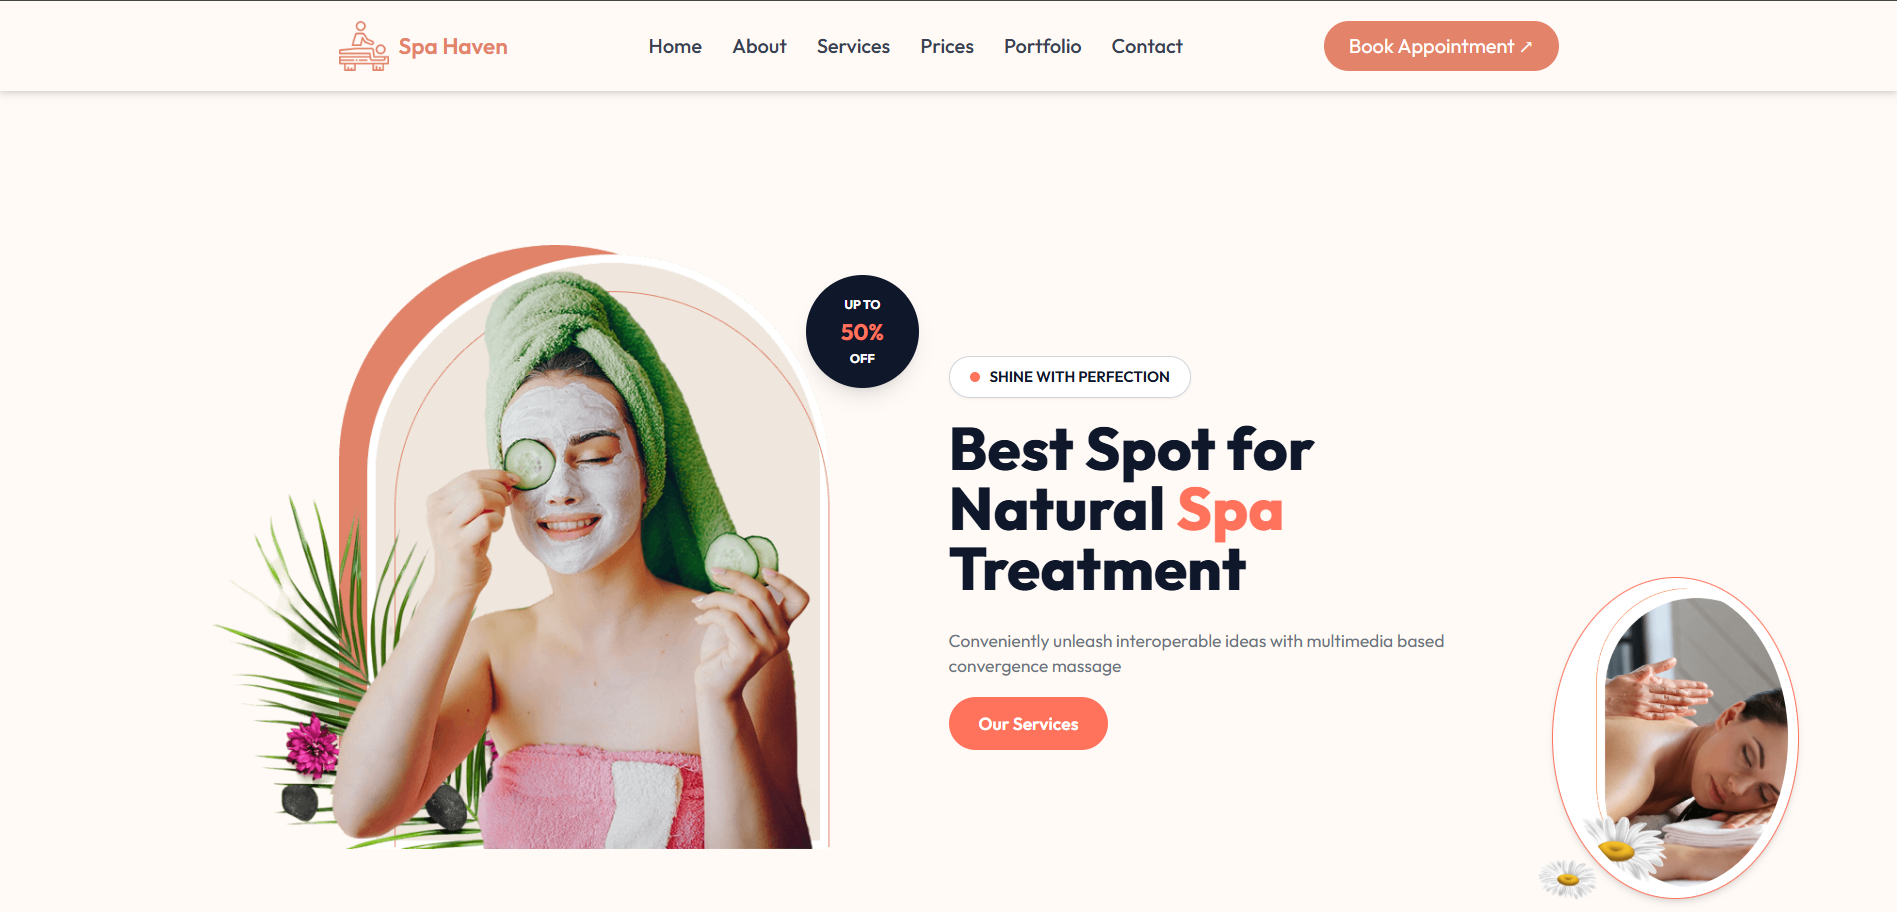 Spa Haven
Home About Services Prices Portfolio Contact
Book Appointment ↗
UP TO
50%
OFF
SHINE WITH PERFECTION
Best Spot for
Natural Spa
Treatment
Conveniently unleash interoperable ideas with multimedia based
convergence massage
Our Services